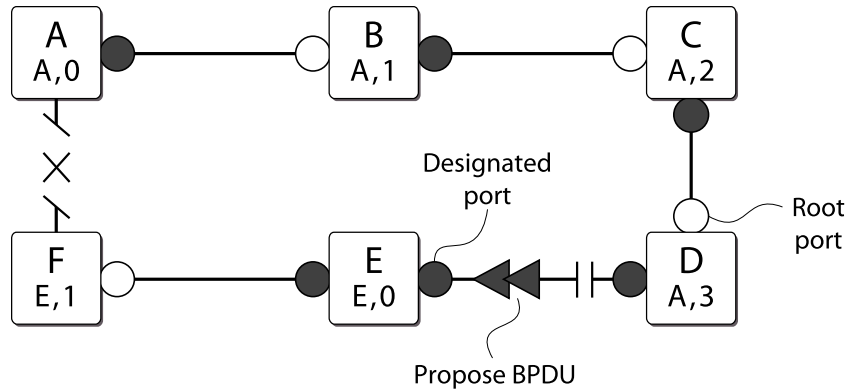 A
A,0
B
A,1
C
A,2
Designated
port
Root
port
F
E,1
E
E,0
D
A,3
Propose BPDU